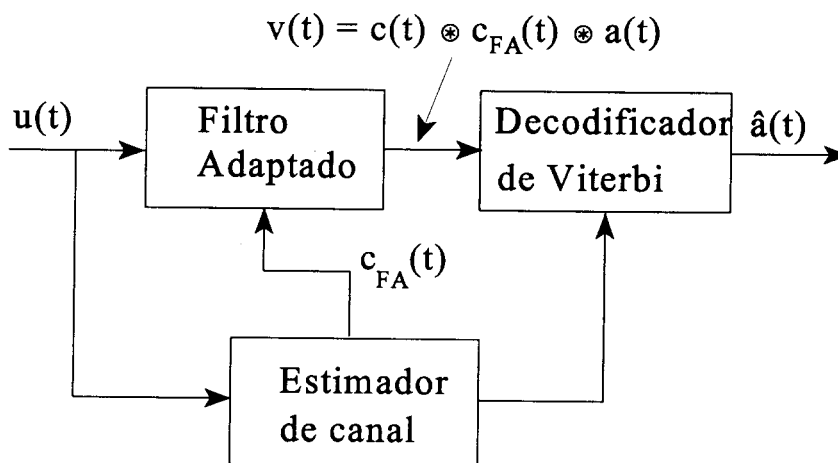 v(t) = c(t) ⊛ c_FA(t) ⊛ a(t)
u(t)
Filtro
Adaptado
Decodificador
de Viterbi
â(t)
c_FA(t)
Estimador
de canal